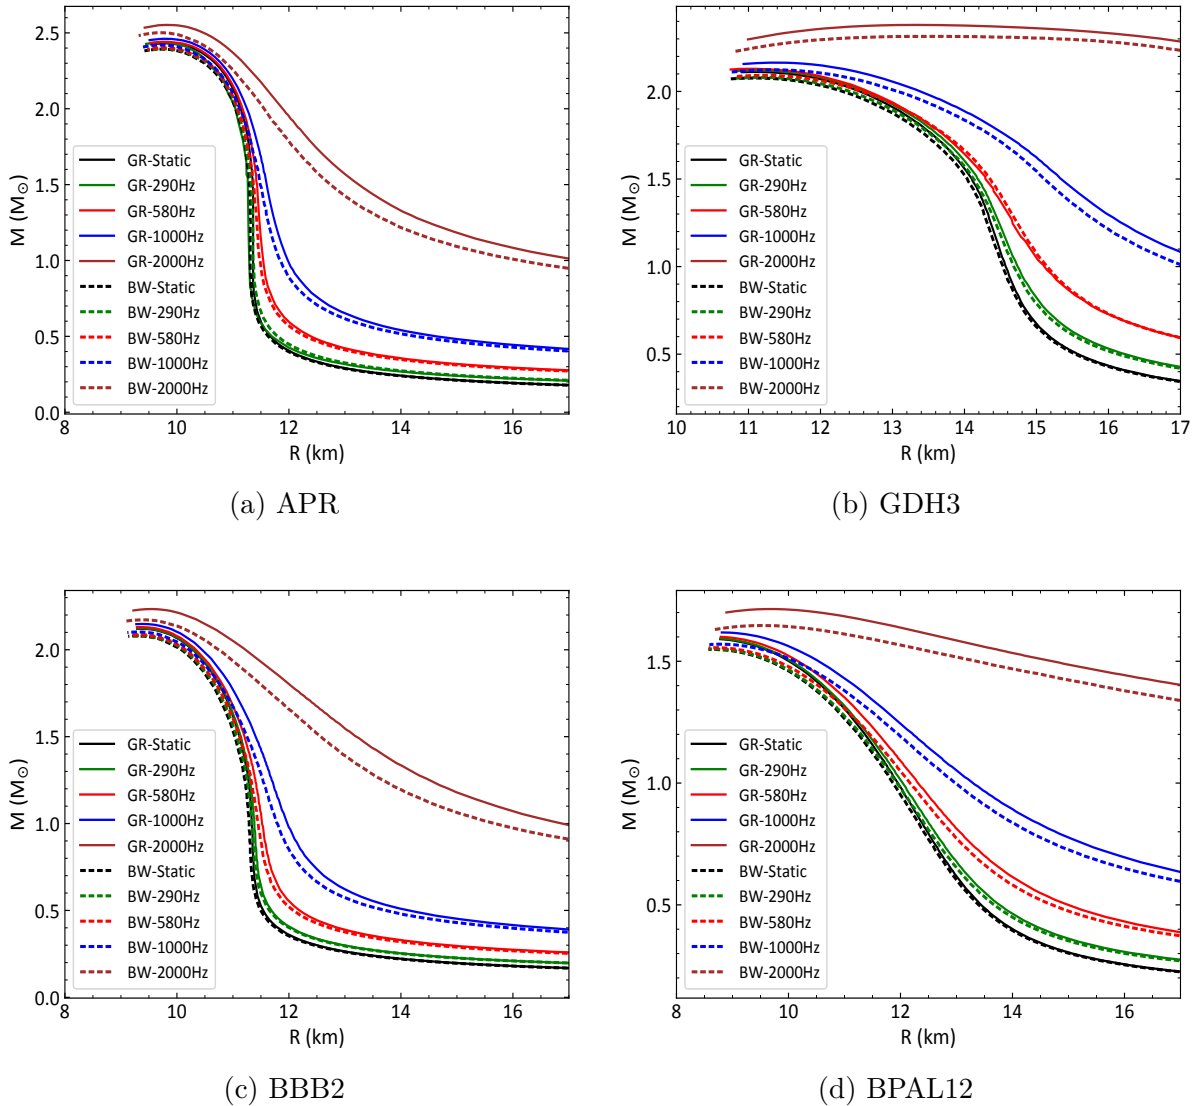 2.5
2.0
1.5
1.0
0.5
0.0
M (M⊙)
GR-Static
GR-290Hz
GR-580Hz
GR-1000Hz
GR-2000Hz
BW-Static
BW-290Hz
BW-580Hz
BW-1000Hz
BW-2000Hz
8 10 12 14 16
R (km)
(a) APR
2.0
1.5
1.0
0.5
M (M⊙)
GR-Static
GR-290Hz
GR-580Hz
GR-1000Hz
GR-2000Hz
BW-Static
BW-290Hz
BW-580Hz
BW-1000Hz
BW-2000Hz
10 11 12 13 14 15 16 17
R (km)
(b) GDH3
2.0
1.5
1.0
0.5
0.0
M (M⊙)
GR-Static
GR-290Hz
GR-580Hz
GR-1000Hz
GR-2000Hz
BW-Static
BW-290Hz
BW-580Hz
BW-1000Hz
BW-2000Hz
8 10 12 14 16
R (km)
(c) BBB2
1.5
1.0
0.5
M (M⊙)
GR-Static
GR-290Hz
GR-580Hz
GR-1000Hz
GR-2000Hz
BW-Static
BW-290Hz
BW-580Hz
BW-1000Hz
BW-2000Hz
8 10 12 14 16
R (km)
(d) BPAL12